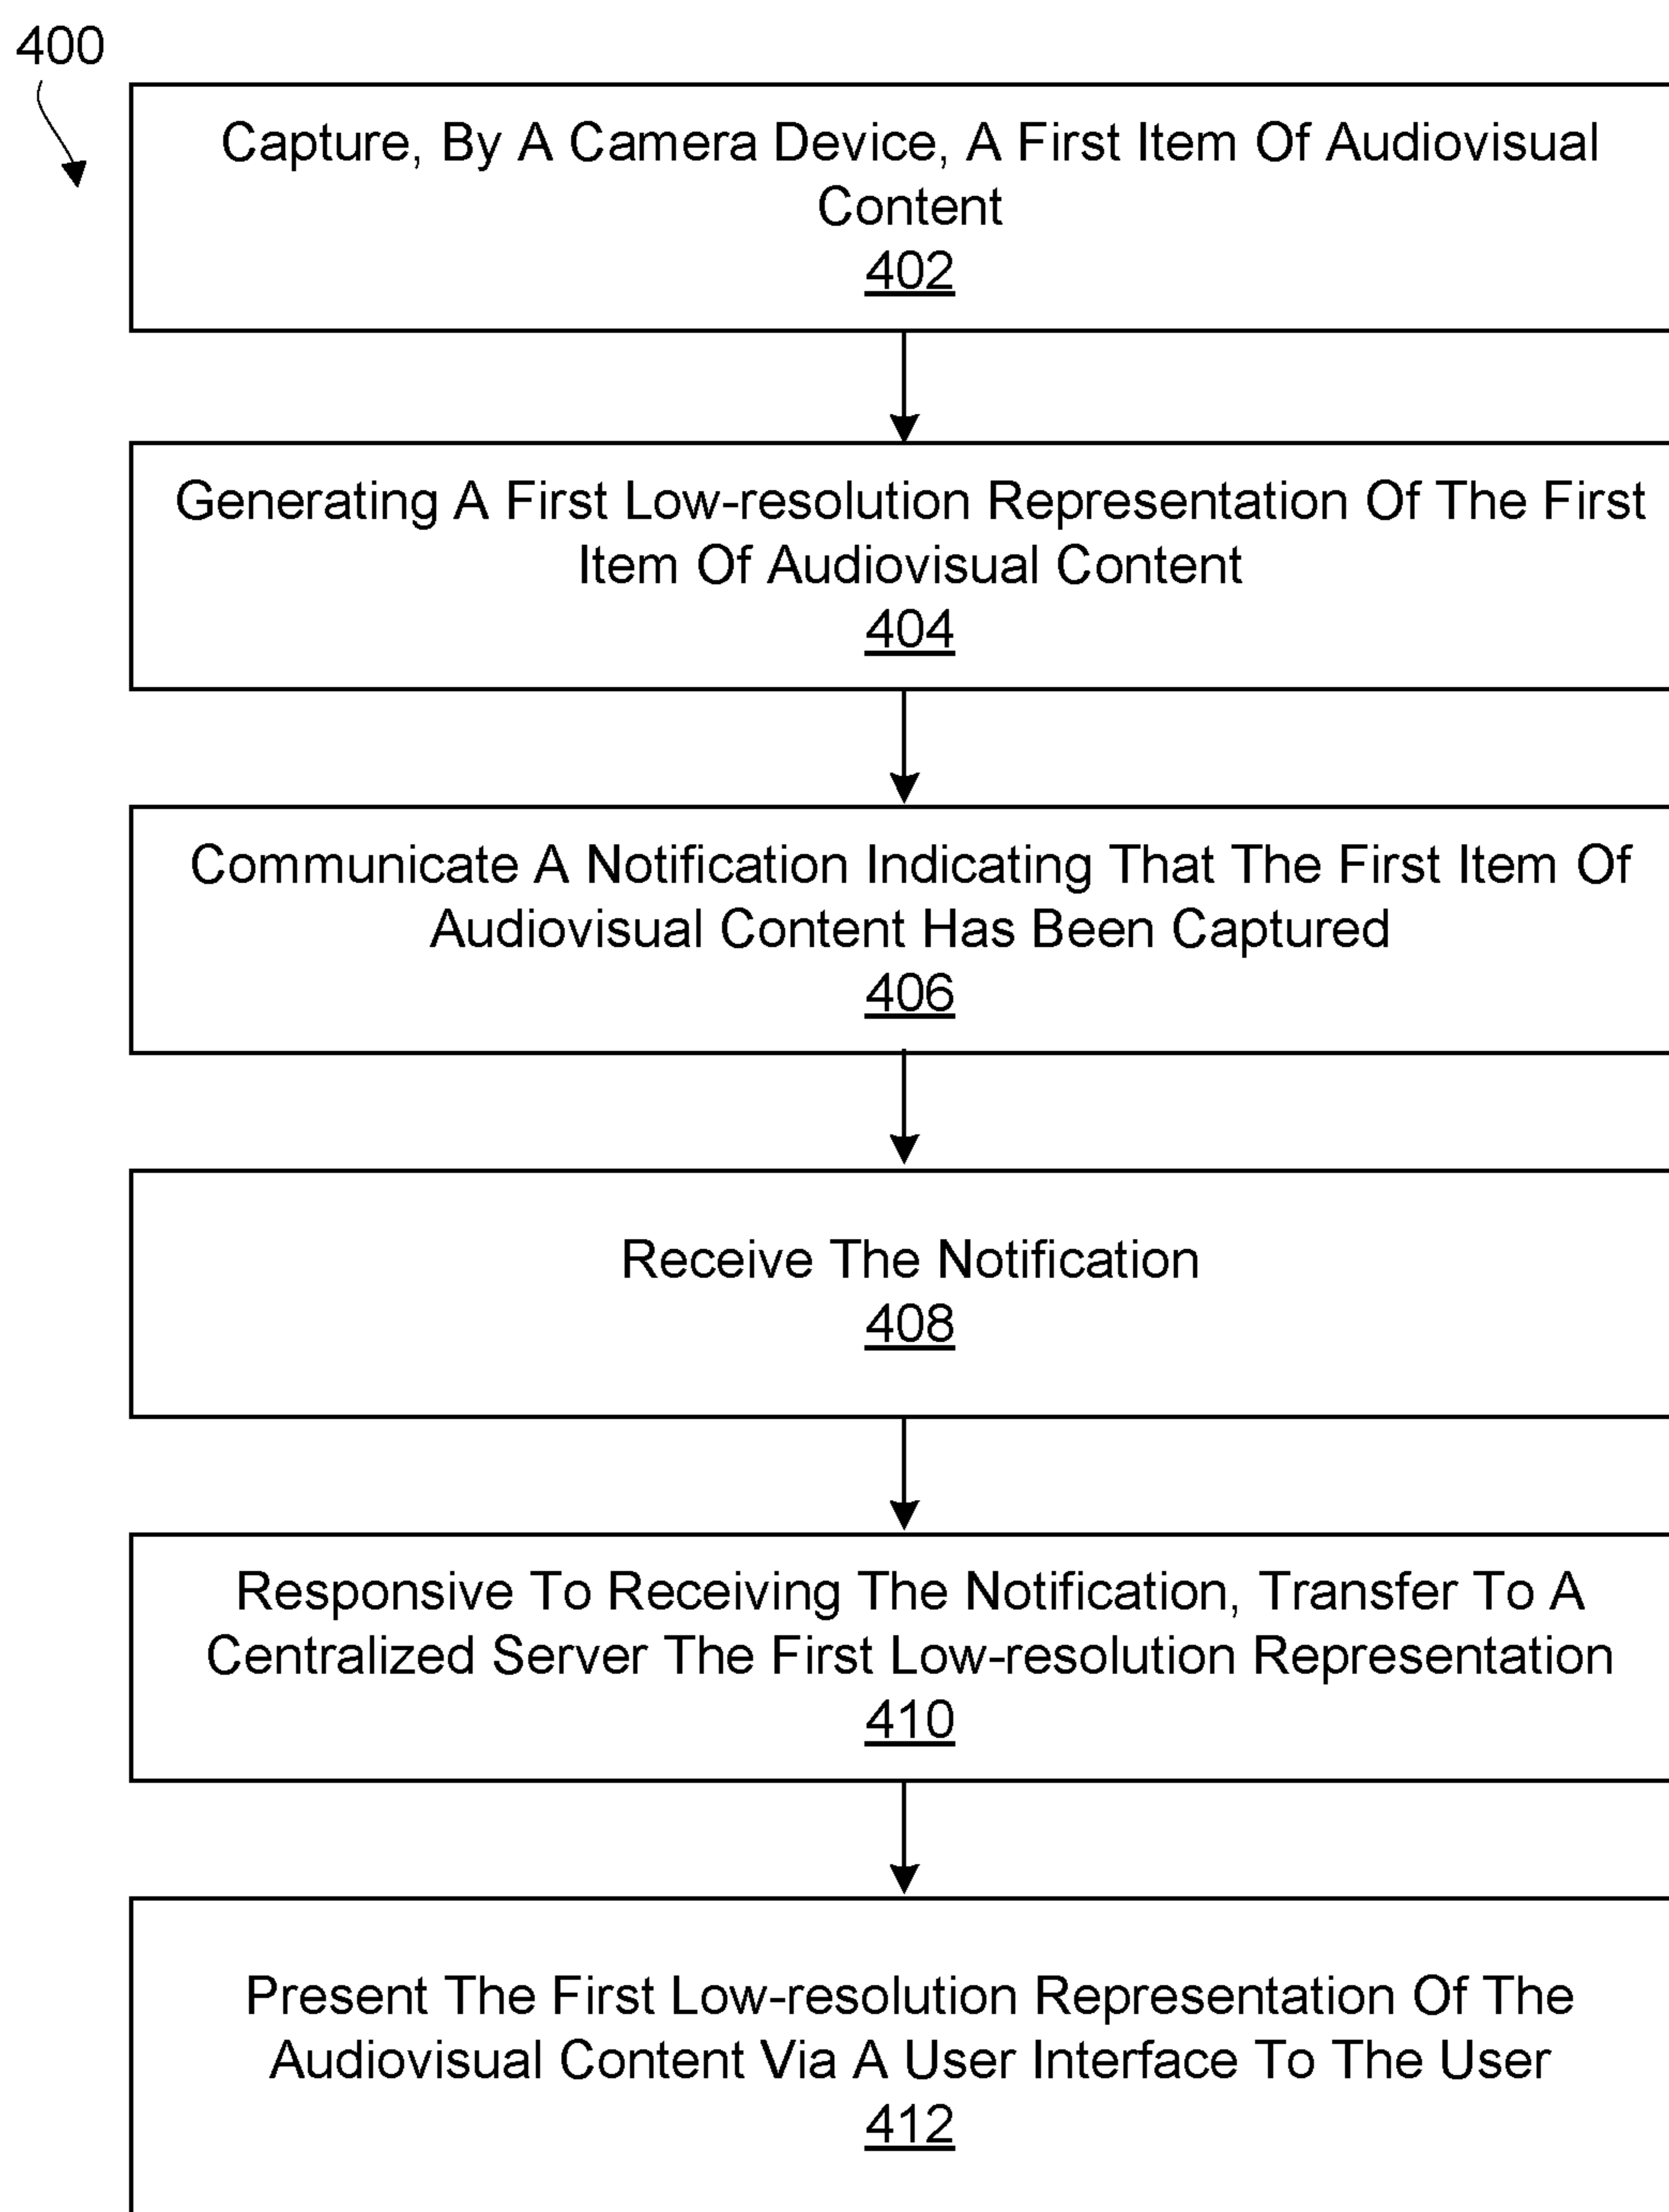 400
Capture, By A Camera Device, A First Item Of Audiovisual
Content
402
Generating A First Low-resolution Representation Of The First
Item Of Audiovisual Content
404
Communicate A Notification Indicating That The First Item Of
Audiovisual Content Has Been Captured
406
Receive The Notification
408
Responsive To Receiving The Notification, Transfer To A
Centralized Server The First Low-resolution Representation
410
Present The First Low-resolution Representation Of The
Audiovisual Content Via A User Interface To The User
412